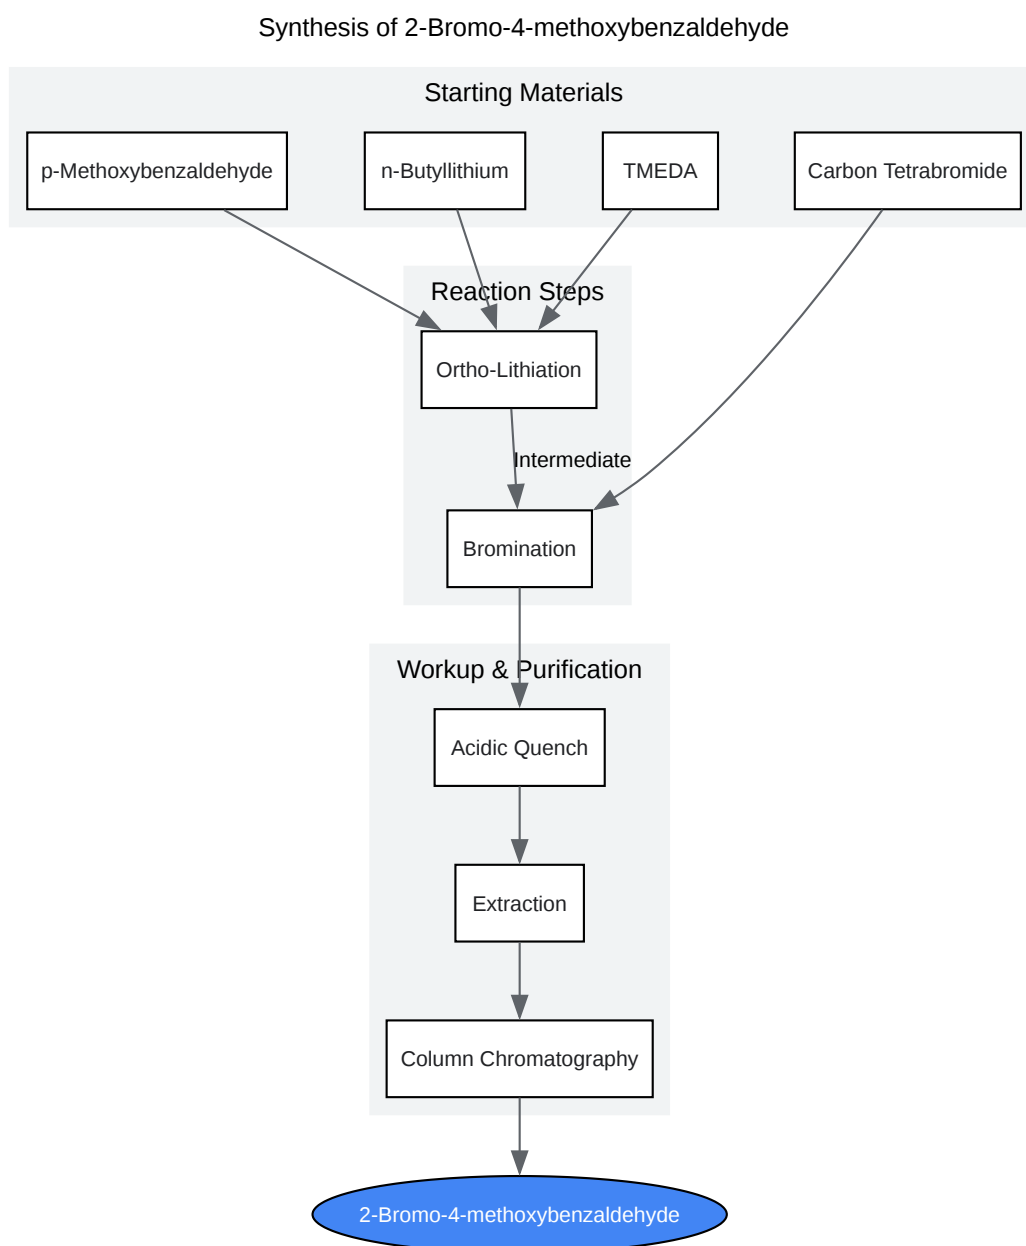 Synthesis of 2-Bromo-4-methoxybenzaldehyde
Starting Materials
p-Methoxybenzaldehyde
n-Butyllithium
TMEDA
Carbon Tetrabromide
Reaction Steps
Ortho-Lithiation
Intermediate
Bromination
Workup & Purification
Acidic Quench
Extraction
Column Chromatography
2-Bromo-4-methoxybenzaldehyde